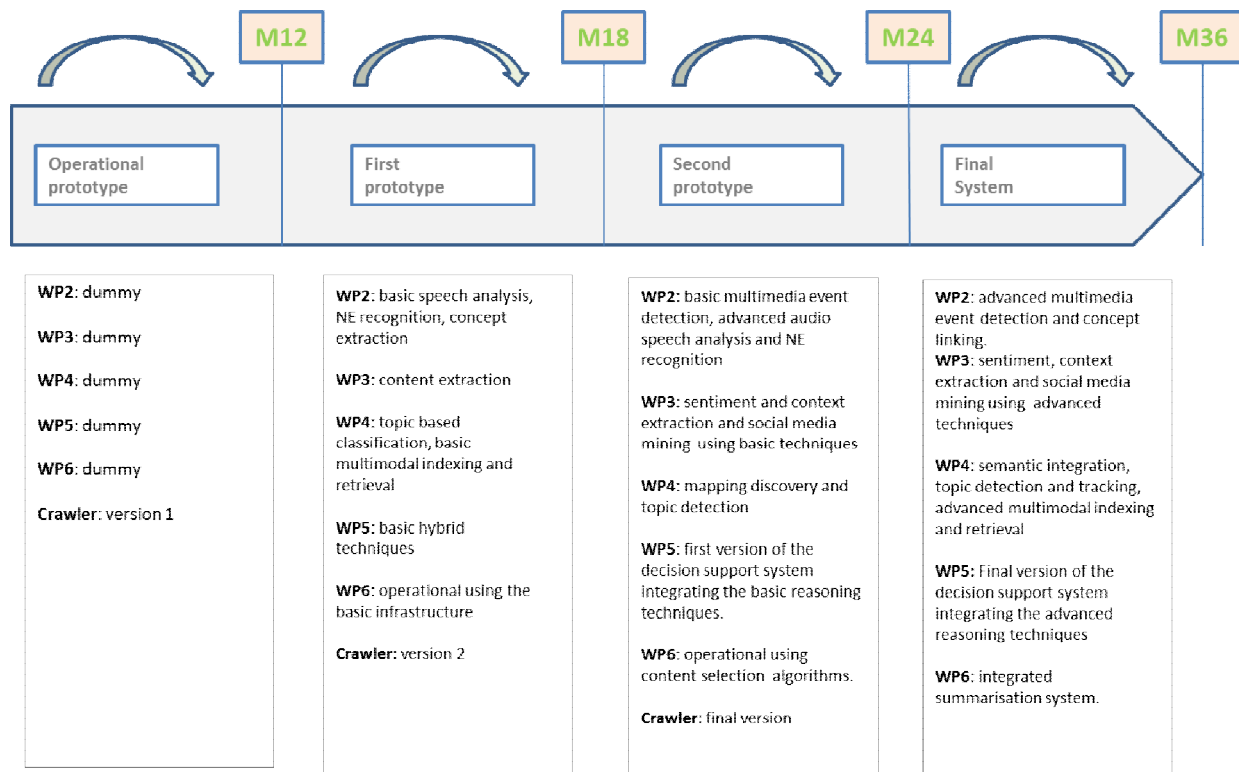 M12
M18
M24
M36
Operational
prototype
First
prototype
Second
prototype
Final
System
WP2: dummy
WP3: dummy
WP4: dummy
WP5: dummy
WP6: dummy
Crawler: version 1
WP2: basic speech analysis,
NE recognition, concept
extraction
WP3: content extraction
WP4: topic based
classification, basic
multimodal indexing and
retrieval
WP5: basic hybrid
techniques
WP6: operational using the
basic infrastructure
Crawler: version 2
WP2: basic multimedia event
detection, advanced audio
speech analysis and NE
recognition
WP3: sentiment and context
extraction and social media
mining using basic techniques
WP4: mapping discovery and
topic detection
WP5: first version of the
decision support system
integrating the basic reasoning
techniques.
WP6: operational using
content selection algorithms.
Crawler: final version
WP2: advanced multimedia
event detection and concept
linking.
WP3: sentiment, context
extraction and social media
mining using advanced
techniques
WP4: semantic integration,
topic detection and tracking,
advanced multimodal indexing
and retrieval
WP5: Final version of the
decision support system
integrating the advanced
reasoning techniques
WP6: integrated
summarisation system.